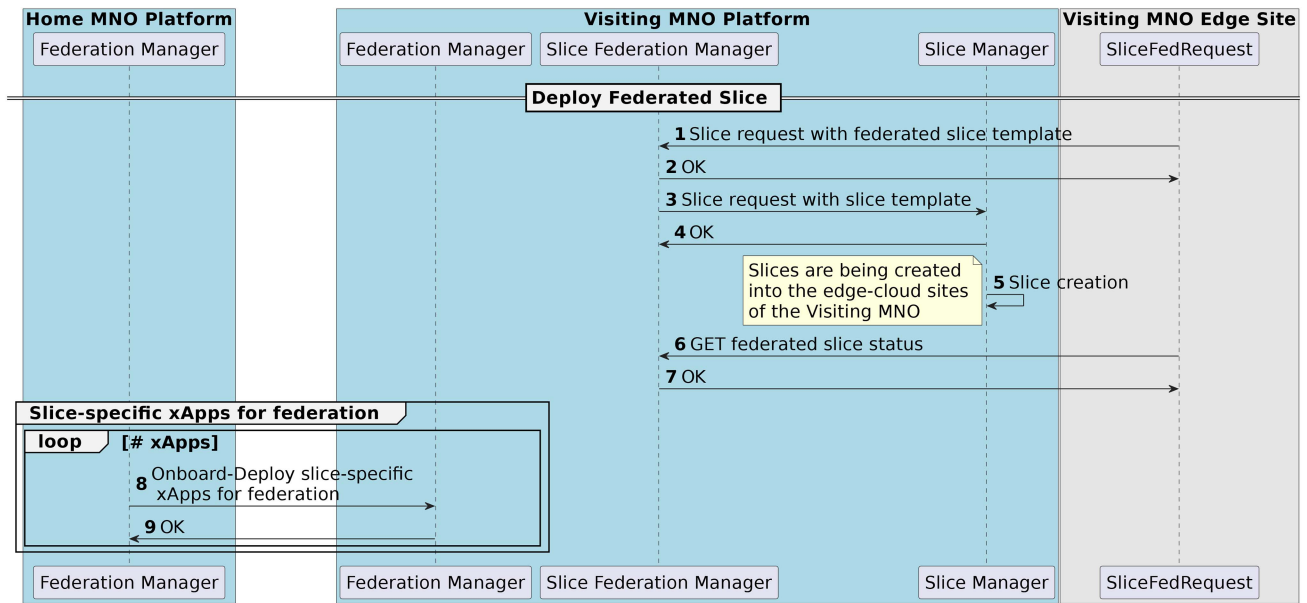 Home MNO Platform
Visiting MNO Platform
Visiting MNO Edge Site
Federation Manager
Federation Manager
Slice Federation Manager
Slice Manager
SliceFedRequest
Deploy Federated Slice
1 Slice request with federated slice template
2 OK
3 Slice request with slice template
4 OK
Slices are being created
into the edge-cloud sites
of the Visiting MNO
5 Slice creation
6 GET federated slice status
7 OK
Slice-specific xApps for federation
loop [# xApps]
8 Onboard-Deploy slice-specific
xApps for federation
9 OK
Federation Manager
Federation Manager
Slice Federation Manager
Slice Manager
SliceFedRequest